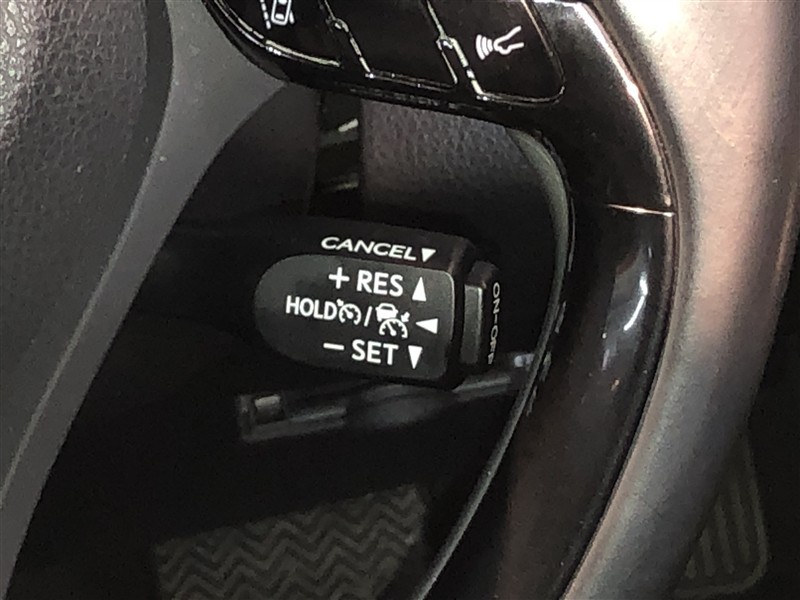 CANCEL▼
+ RES ▲
HOLD / ◀
− SET ▼
ON-OFF